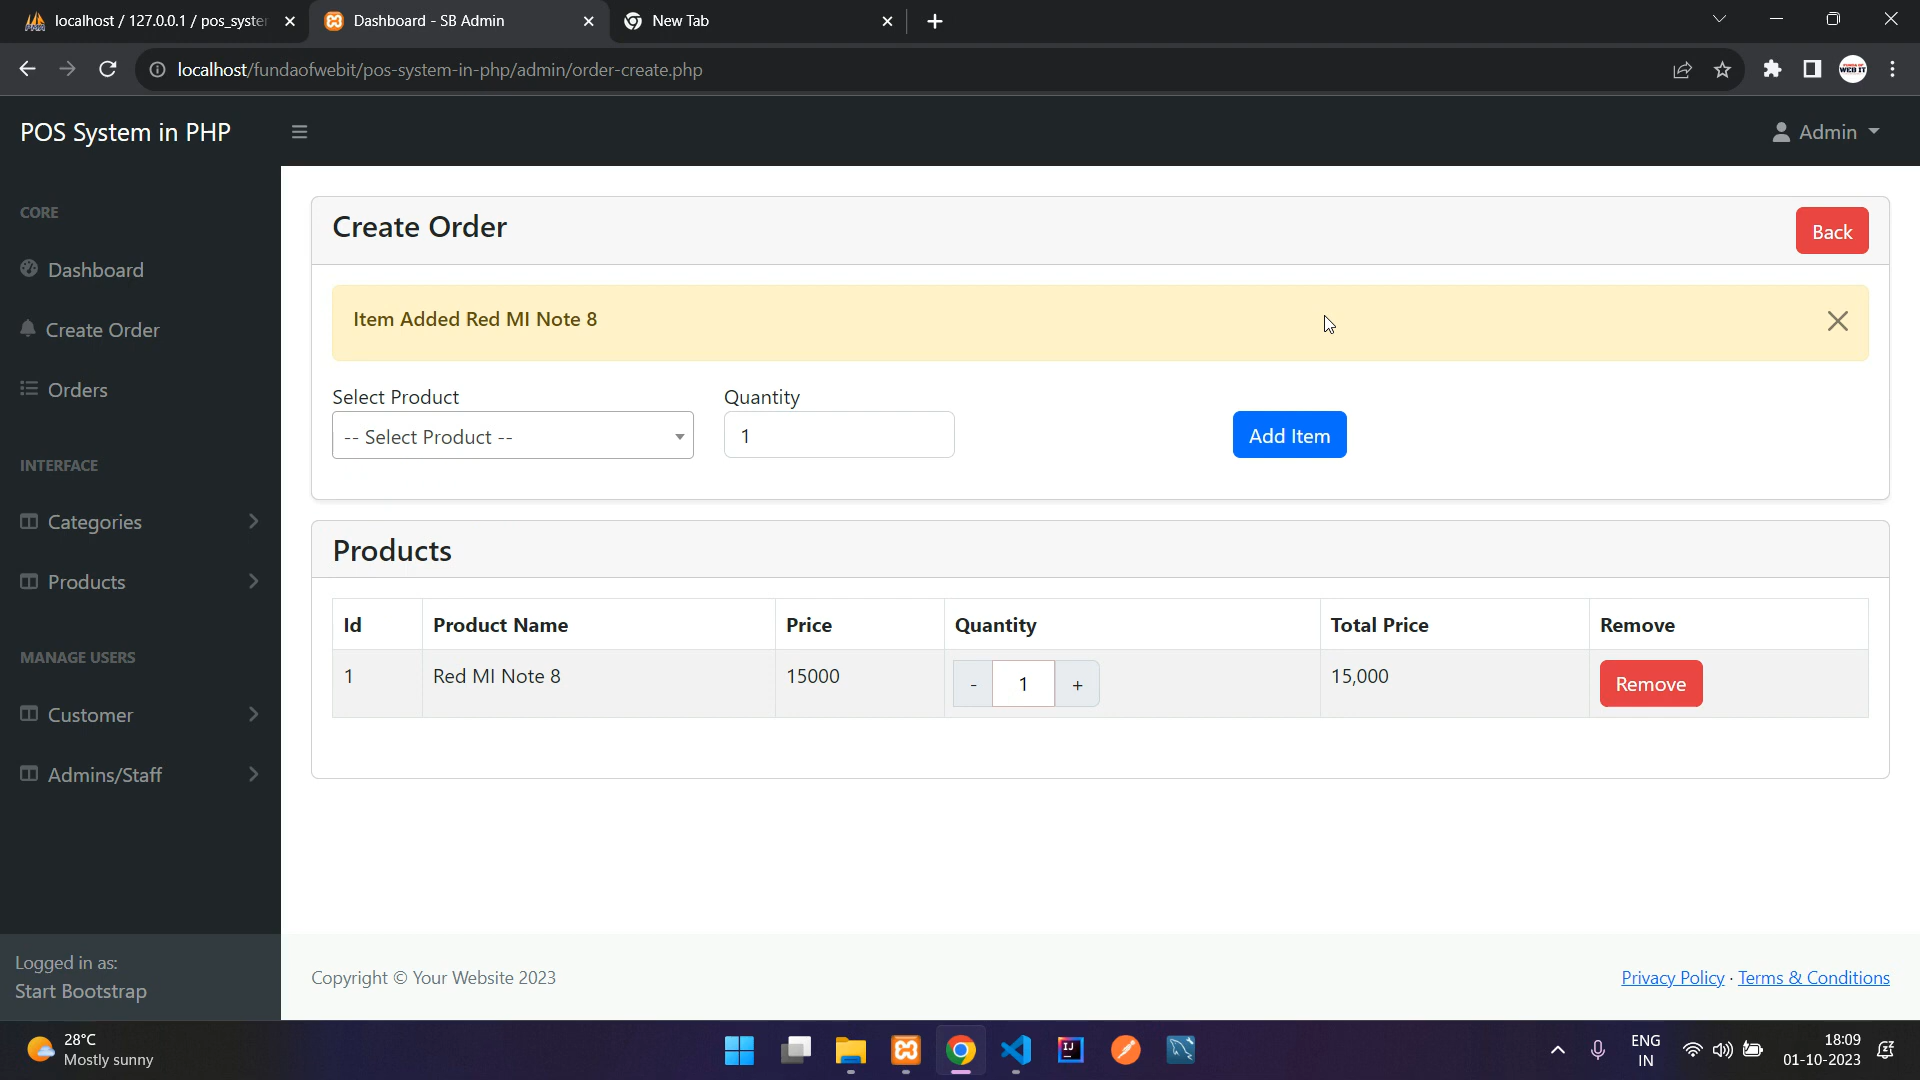 localhost / 127.0.0.1 / pos_syste
Dashboard - SB Admin
New Tab
localhost/fundaofwebit/pos-system-in-php/admin/order-create.php
WEB IT
POS System in PHP
Admin
CORE
Dashboard
Create Order
Orders
INTERFACE
Categories
Products
MANAGE USERS
Customer
Admins/Staff
Logged in as:
Start Bootstrap
Create Order
Back
Item Added Red MI Note 8
Select Product
Quantity
-- Select Product --
1
Add Item
Products
Id Product Name Price Quantity Total Price Remove
1 Red MI Note 8 15000 - 1 + 15,000 Remove
Copyright © Your Website 2023
Privacy Policy · Terms & Conditions
28°C
Mostly sunny
IJ
ENG
IN
18:09
01-10-2023